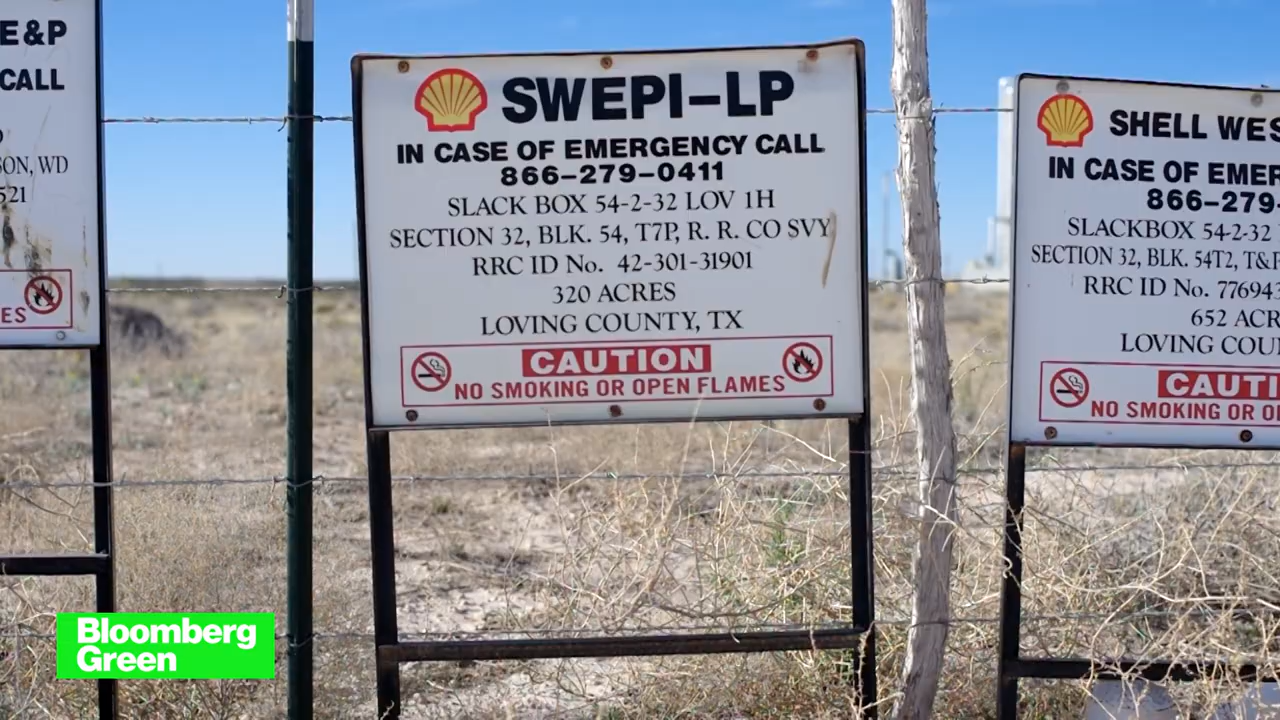 E&P
CALL
SON, WD
521
ES
SWEPI-LP
IN CASE OF EMERGENCY CALL
866-279-0411
SLACK BOX 54-2-32 LOV 1H
SECTION 32, BLK. 54, T7P, R. R. CO SVY
RRC ID No. 42-301-31901
320 ACRES
LOVING COUNTY, TX
CAUTION
NO SMOKING OR OPEN FLAMES
SHELL WES
IN CASE OF EMER
866-279-
SLACKBOX 54-2-32
SECTION 32, BLK. 54T2, T&P
RRC ID No. 77694
652 ACR
LOVING COUN
CAUTI
NO SMOKING OR O
Bloomberg
Green